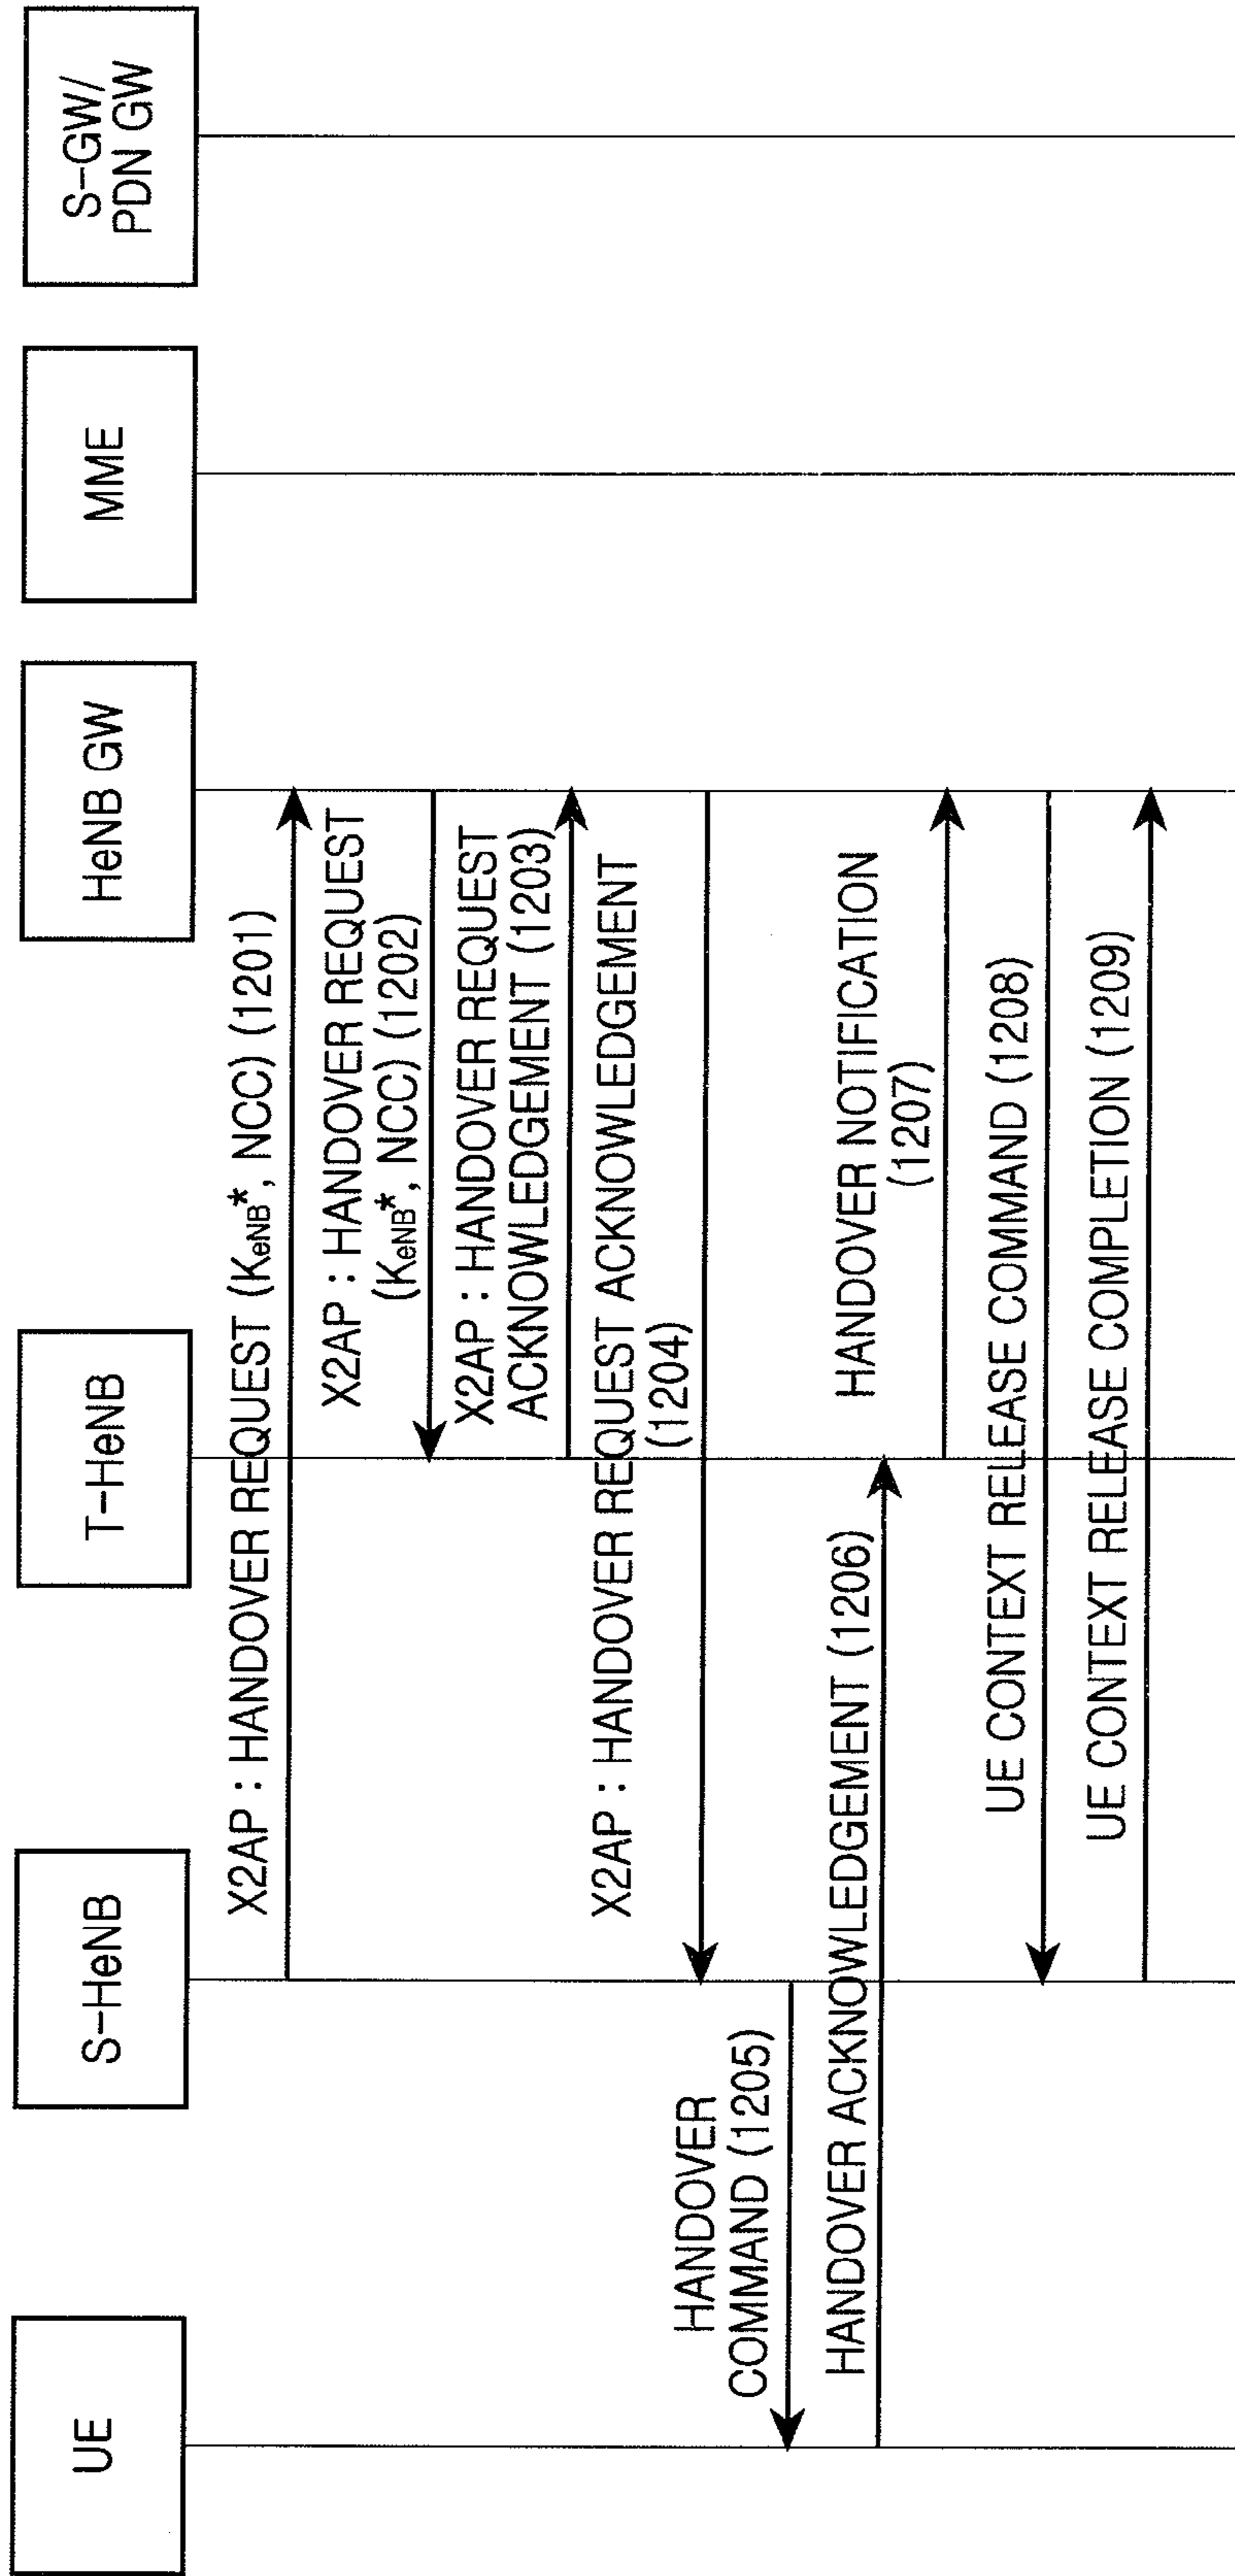 UE
S-HeNB
T-HeNB
HeNB GW
MME
S-GW/
PDN GW
X2AP : HANDOVER REQUEST (KeNB*, NCC) (1201)
X2AP : HANDOVER REQUEST
(KeNB*, NCC) (1202)
X2AP : HANDOVER REQUEST
ACKNOWLEDGEMENT (1203)
X2AP : HANDOVER REQUEST ACKNOWLEDGEMENT
(1204)
HANDOVER
COMMAND (1205)
HANDOVER ACKNOWLEDGEMENT (1206)
HANDOVER NOTIFICATION
(1207)
UE CONTEXT RELEASE COMMAND (1208)
UE CONTEXT RELEASE COMPLETION (1209)